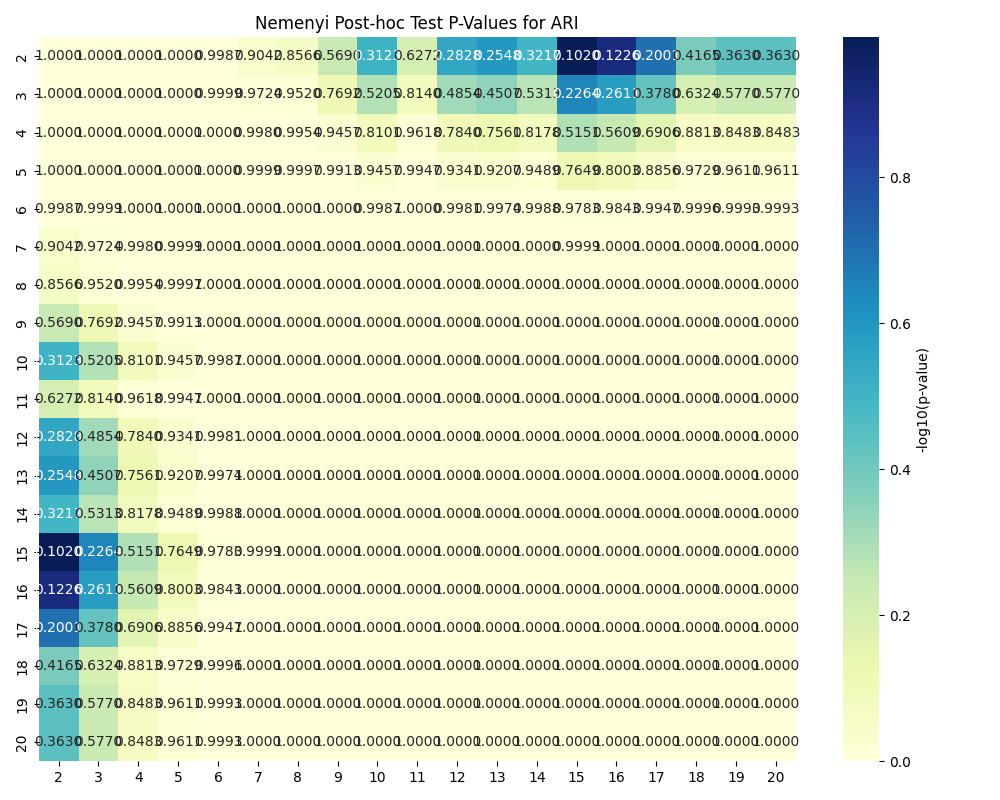 Nemenyi Post-hoc Test P-Values for ARI
2 1.0000 1.0000 1.0000 1.0000 0.9987 0.9042 0.8566 0.5690 0.6272 0.2828 0.2548 0.3217 0.1020 0.1226 0.4165 0.3630 0.3630
3 1.0000 1.0000 1.0000 1.0000 0.9999 0.9724 0.9520 0.7692 0.5205 0.8140 0.4854 0.4507 0.5313 0.2264 0.3780 0.6324 0.5770 0.5770
4 1.0000 1.0000 1.0000 1.0000 1.0000 0.9980 0.9954 0.9457 0.8101 0.9618 0.7840 0.7561 0.8178 0.5151 0.5609 0.6906 0.8813 0.8483 0.8483
5 1.0000 1.0000 1.0000 1.0000 1.0000 0.9999 0.9997 0.9913 0.9457 0.9947 0.9341 0.9207 0.9489 0.7649 0.8003 0.8856 0.9729 0.9611 0.9611
6 0.9987 0.9999 1.0000 1.0000 1.0000 1.0000 1.0000 1.0000 0.9987 1.0000 0.9981 0.9974 0.9988 0.9783 0.9843 0.9947 0.9996 0.9993 0.9993
7 0.9042 0.9724 0.9980 0.9999 1.0000 1.0000 1.0000 1.0000 1.0000 1.0000 1.0000 1.0000 1.0000 0.9999 1.0000 1.0000 1.0000 1.0000 1.0000
8 0.8566 0.9520 0.9954 0.9997 1.0000 1.0000 1.0000 1.0000 1.0000 1.0000 1.0000 1.0000 1.0000 1.0000 1.0000 1.0000 1.0000 1.0000 1.0000
9 0.5690 0.7692 0.9457 0.9913 1.0000 1.0000 1.0000 1.0000 1.0000 1.0000 1.0000 1.0000 1.0000 1.0000 1.0000 1.0000 1.0000 1.0000 1.0000
10 0.5205 0.8101 0.9457 0.9987 1.0000 1.0000 1.0000 1.0000 1.0000 1.0000 1.0000 1.0000 1.0000 1.0000 1.0000 1.0000 1.0000 1.0000
11 0.6272 0.8140 0.9618 0.9947 1.0000 1.0000 1.0000 1.0000 1.0000 1.0000 1.0000 1.0000 1.0000 1.0000 1.0000 1.0000 1.0000 1.0000 1.0000
12 0.2828 0.4854 0.7840 0.9341 0.9981 1.0000 1.0000 1.0000 1.0000 1.0000 1.0000 1.0000 1.0000 1.0000 1.0000 1.0000 1.0000 1.0000 1.0000
13 0.2548 0.4507 0.7561 0.9207 0.9974 1.0000 1.0000 1.0000 1.0000 1.0000 1.0000 1.0000 1.0000 1.0000 1.0000 1.0000 1.0000 1.0000 1.0000
14 0.3217 0.5313 0.8178 0.9489 0.9988 1.0000 1.0000 1.0000 1.0000 1.0000 1.0000 1.0000 1.0000 1.0000 1.0000 1.0000 1.0000 1.0000 1.0000
15 0.1020 0.2264 0.5151 0.7649 0.9783 0.9999 1.0000 1.0000 1.0000 1.0000 1.0000 1.0000 1.0000 1.0000 1.0000 1.0000 1.0000 1.0000 1.0000
16 0.1226 0.5609 0.8003 0.9843 1.0000 1.0000 1.0000 1.0000 1.0000 1.0000 1.0000 1.0000 1.0000 1.0000 1.0000 1.0000 1.0000 1.0000
17 0.3780 0.6906 0.8856 0.9947 1.0000 1.0000 1.0000 1.0000 1.0000 1.0000 1.0000 1.0000 1.0000 1.0000 1.0000 1.0000 1.0000 1.0000
18 0.4165 0.6324 0.8813 0.9729 0.9996 1.0000 1.0000 1.0000 1.0000 1.0000 1.0000 1.0000 1.0000 1.0000 1.0000 1.0000 1.0000 1.0000 1.0000
19 0.3630 0.5770 0.8483 0.9611 0.9993 1.0000 1.0000 1.0000 1.0000 1.0000 1.0000 1.0000 1.0000 1.0000 1.0000 1.0000 1.0000 1.0000 1.0000
20 0.3630 0.5770 0.8483 0.9611 0.9993 1.0000 1.0000 1.0000 1.0000 1.0000 1.0000 1.0000 1.0000 1.0000 1.0000 1.0000 1.0000 1.0000 1.0000
2 3 4 5 6 7 8 9 10 11 12 13 14 15 16 17 18 19 20
0.8
0.6
0.4
0.2
0.0
-log10(p-value)